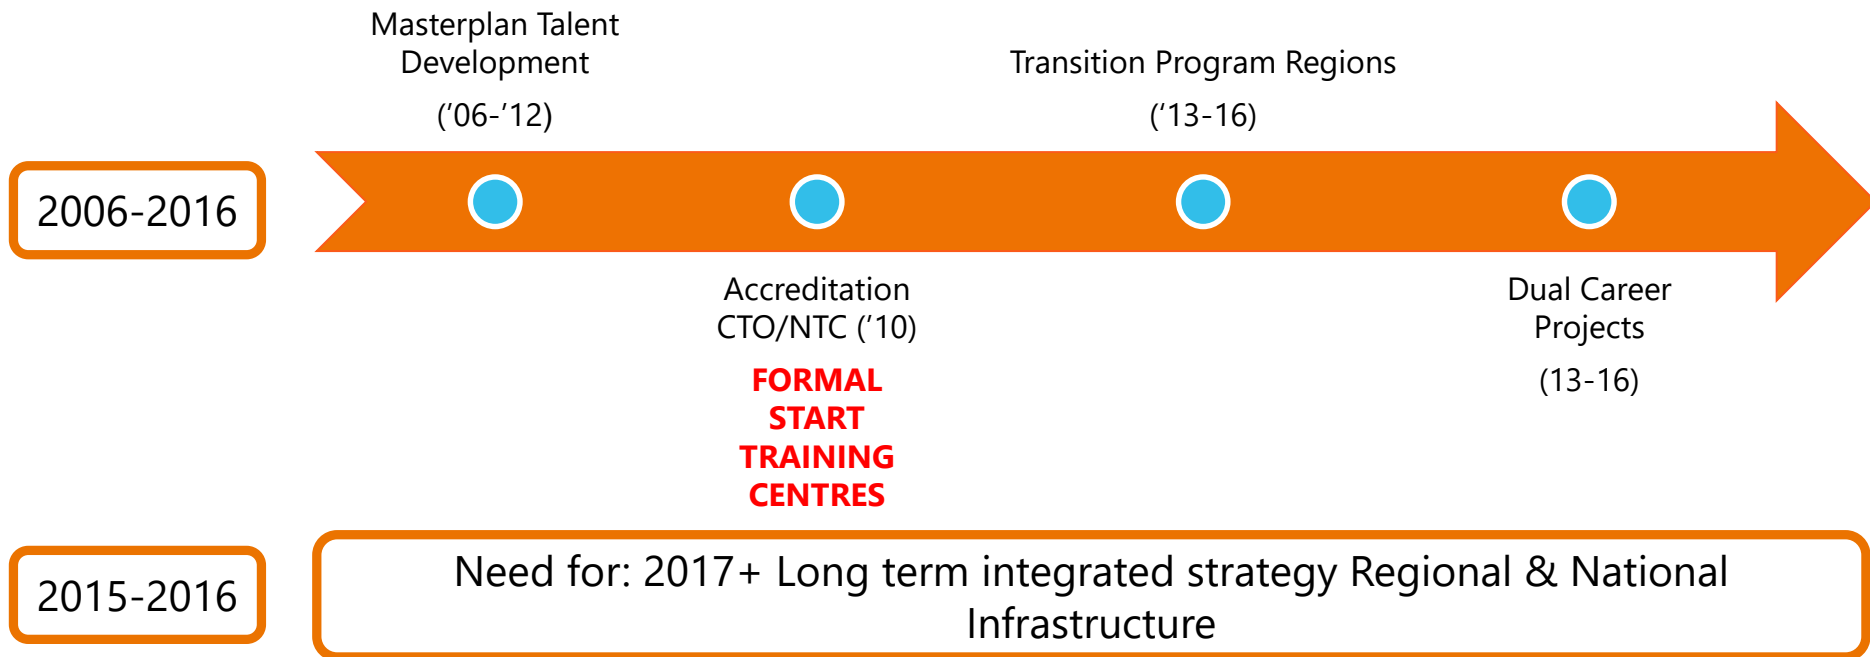 Masterplan Talent
Development
(’06-’12)
Transition Program Regions
(‘13-16)
2006-2016
Accreditation
CTO/NTC (’10)
FORMAL
START
TRAINING
CENTRES
Dual Career
Projects
(13-16)
2015-2016
Need for: 2017+ Long term integrated strategy Regional & National
Infrastructure